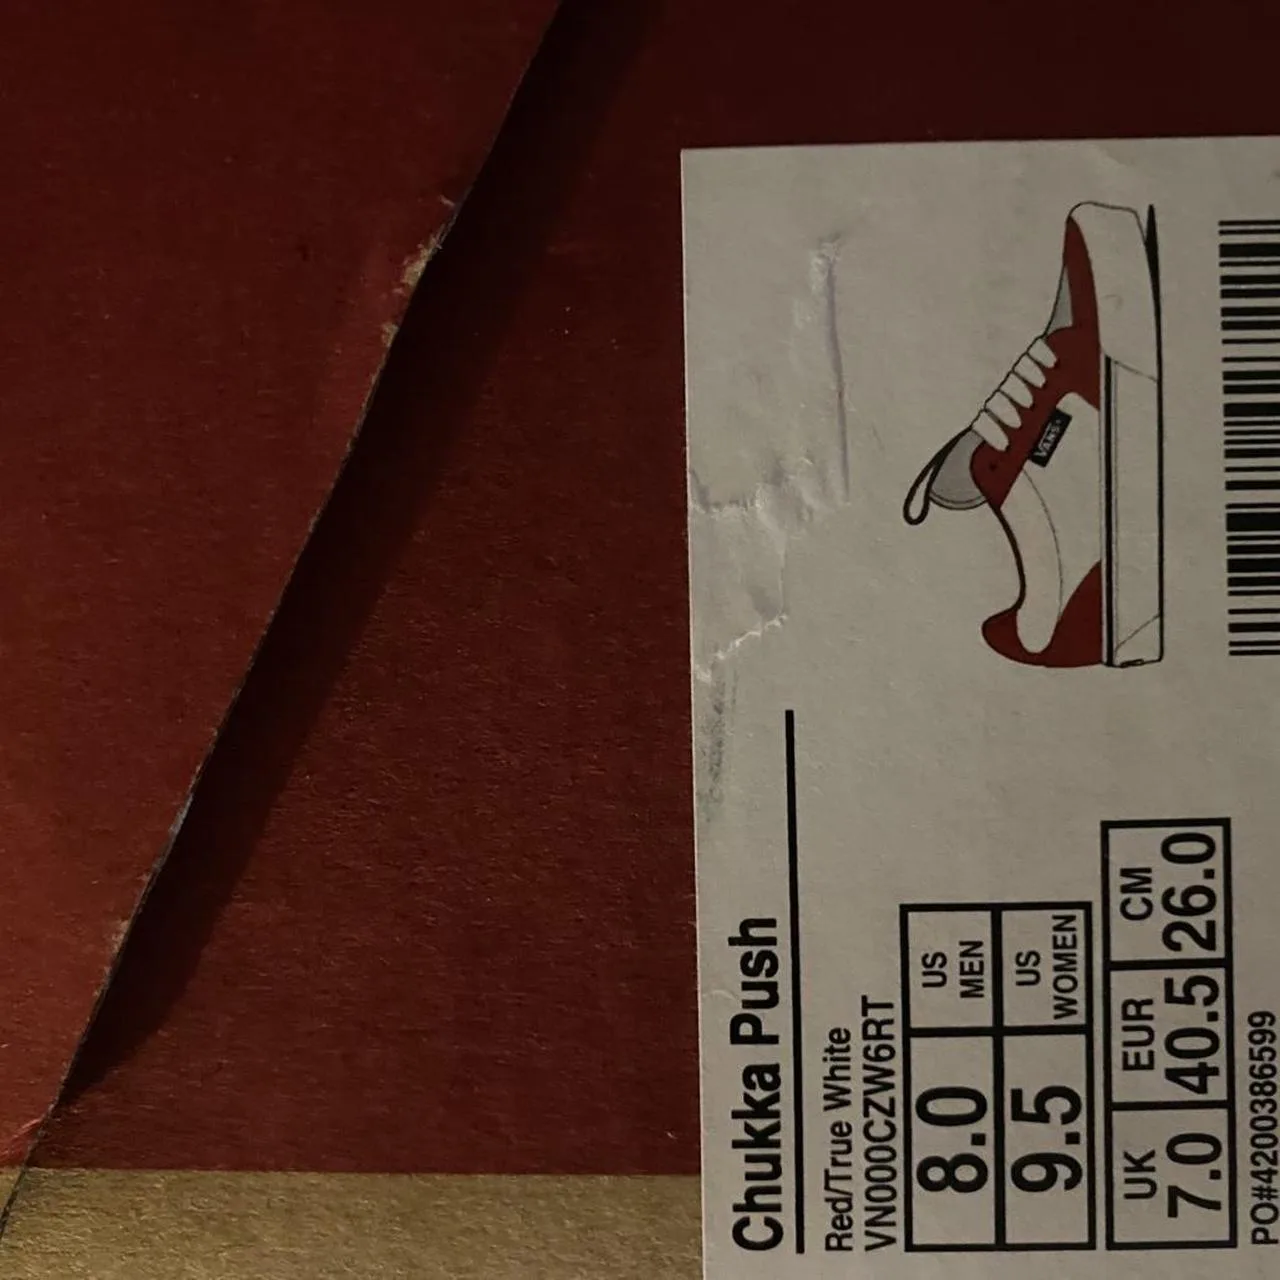 Chukka Push
Red/True White
VN000CZW6RT
8.0 US MEN
9.5 US WOMEN
UK EUR CM
7.0 40.5 26.0
PO#4200386599
VANS